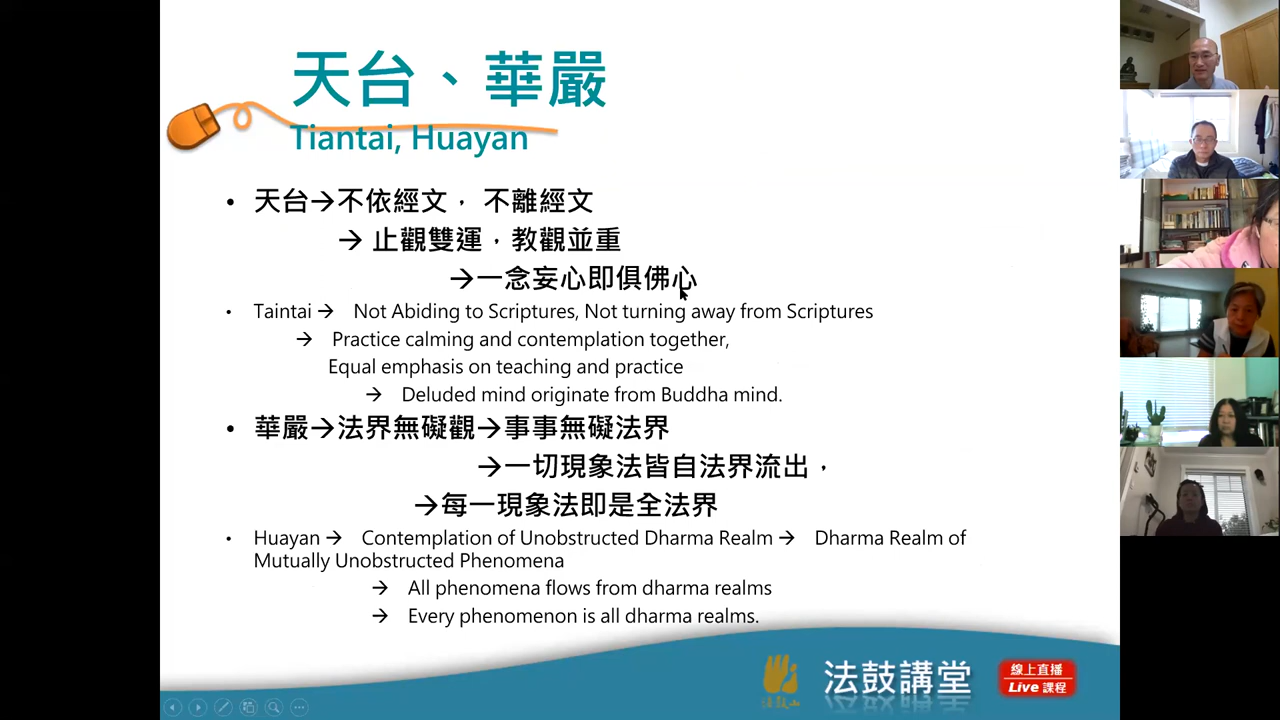 天台、華嚴
Tiantai, Huayan
• 天台→不依經文， 不離經文
→ 止觀雙運，教觀並重
→一念妄心即俱佛心
• Taintai → Not Abiding to Scriptures, Not turning away from Scriptures
→ Practice calming and contemplation together,
Equal emphasis on teaching and practice
→ Deluded mind originate from Buddha mind.
• 華嚴→法界無礙觀→事事無礙法界
→一切現象法皆自法界流出，
→每一現象法即是全法界
• Huayan → Contemplation of Unobstructed Dharma Realm → Dharma Realm of
Mutually Unobstructed Phenomena
→ All phenomena flows from dharma realms
→ Every phenomenon is all dharma realms.
法鼓山
法鼓講堂
線上直播
Live 課程